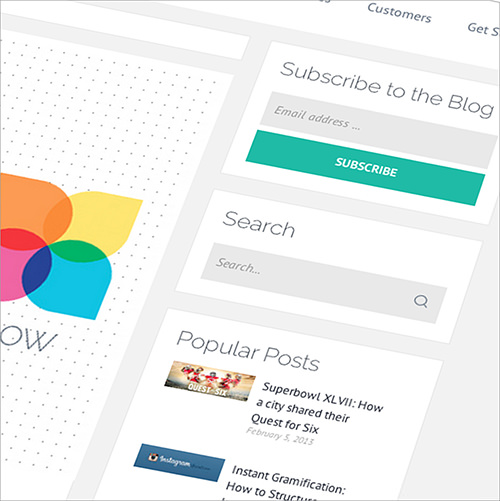 Customers
Get S
Subscribe to the Blog
Email address ...
SUBSCRIBE
Search
Search...
OW
Popular Posts
QUEST SIX
Superbowl XLVII: How
a city shared their
Quest for Six
February 5, 2013
Instagram
Instant Gramification:
How to Structur